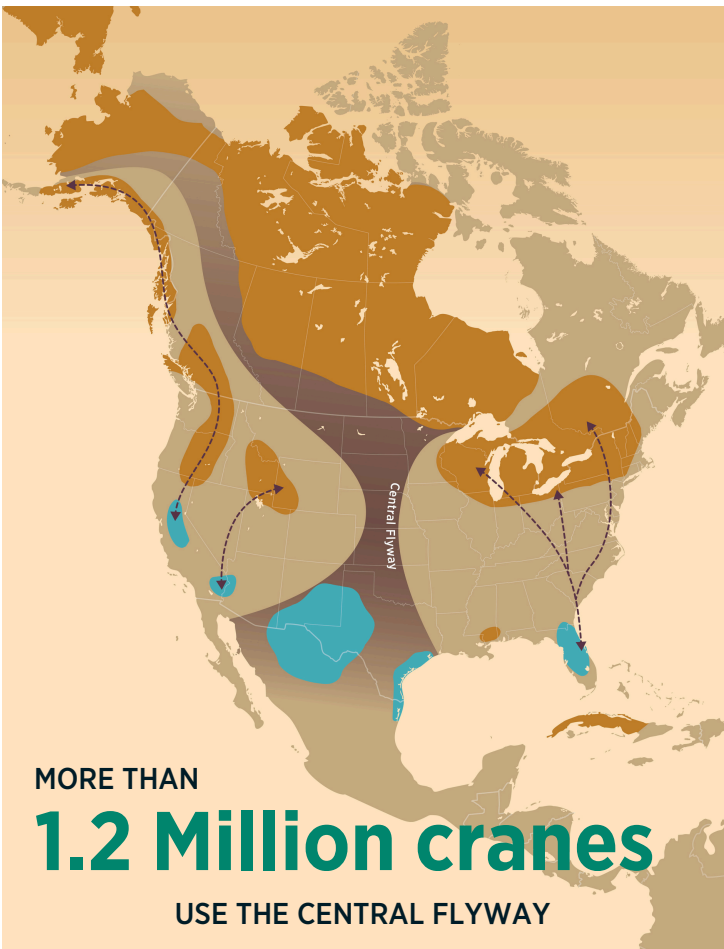 Central Flyway
MORE THAN
1.2 Million cranes
USE THE CENTRAL FLYWAY